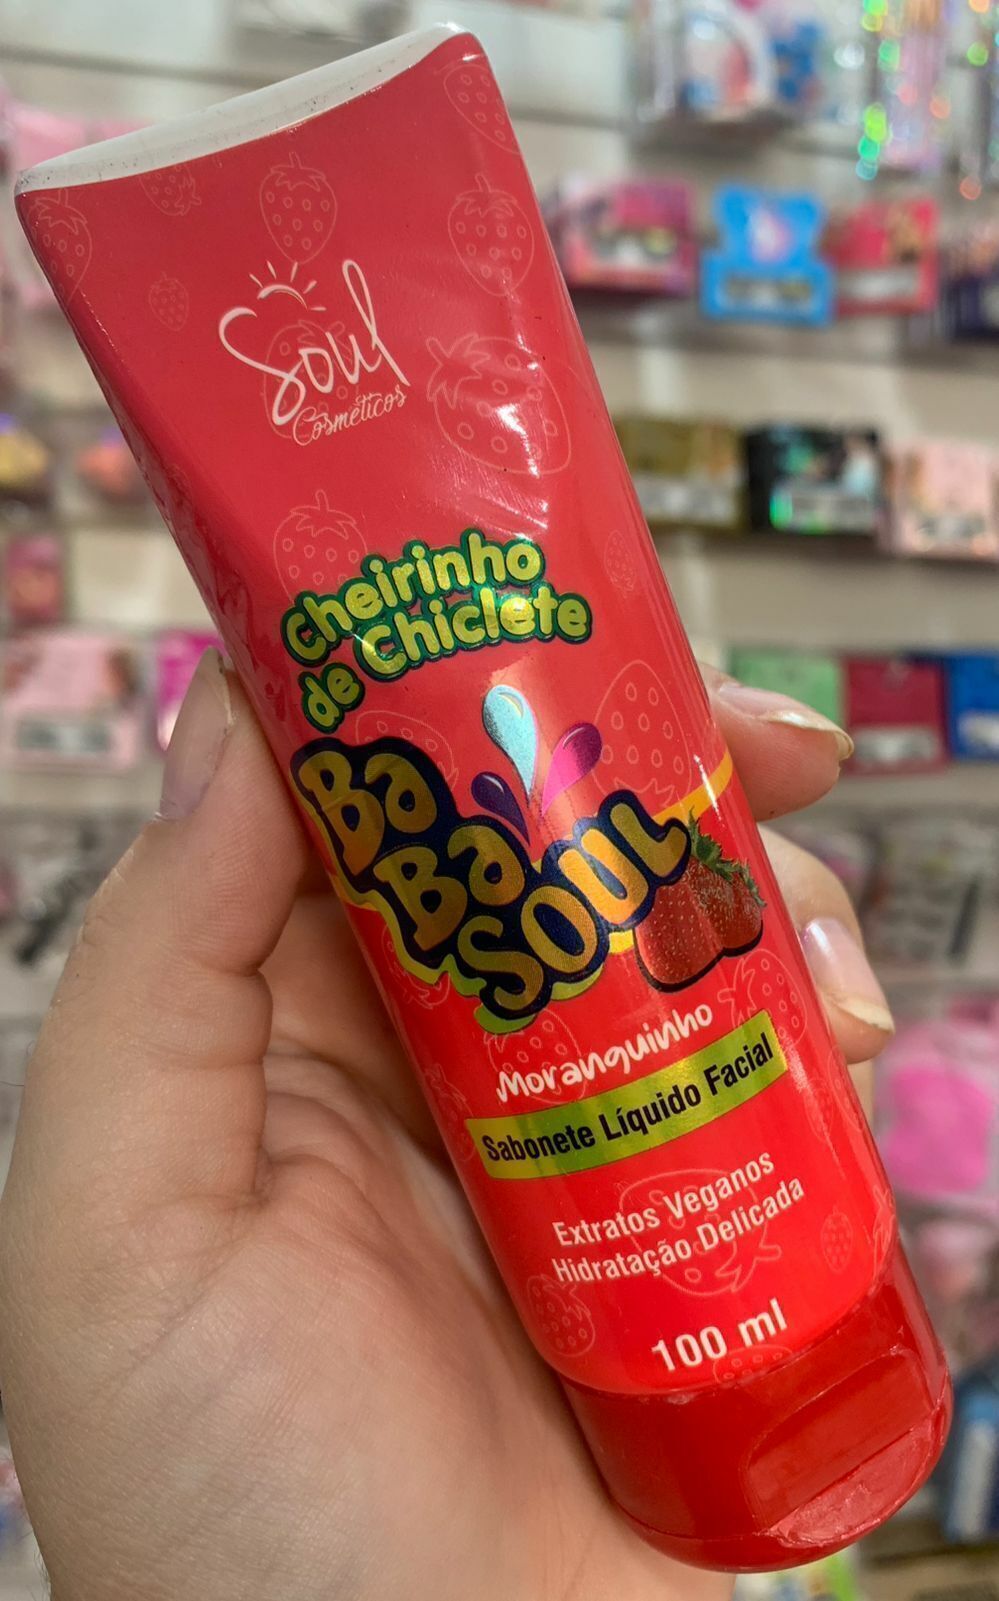 Soul
Cosméticos
Cheirinho
de Chiclete
Ba
Ba
SOUL
Moranguinho
Sabonete Líquido Facial
Extratos Veganos
Hidratação Delicada
100 ml